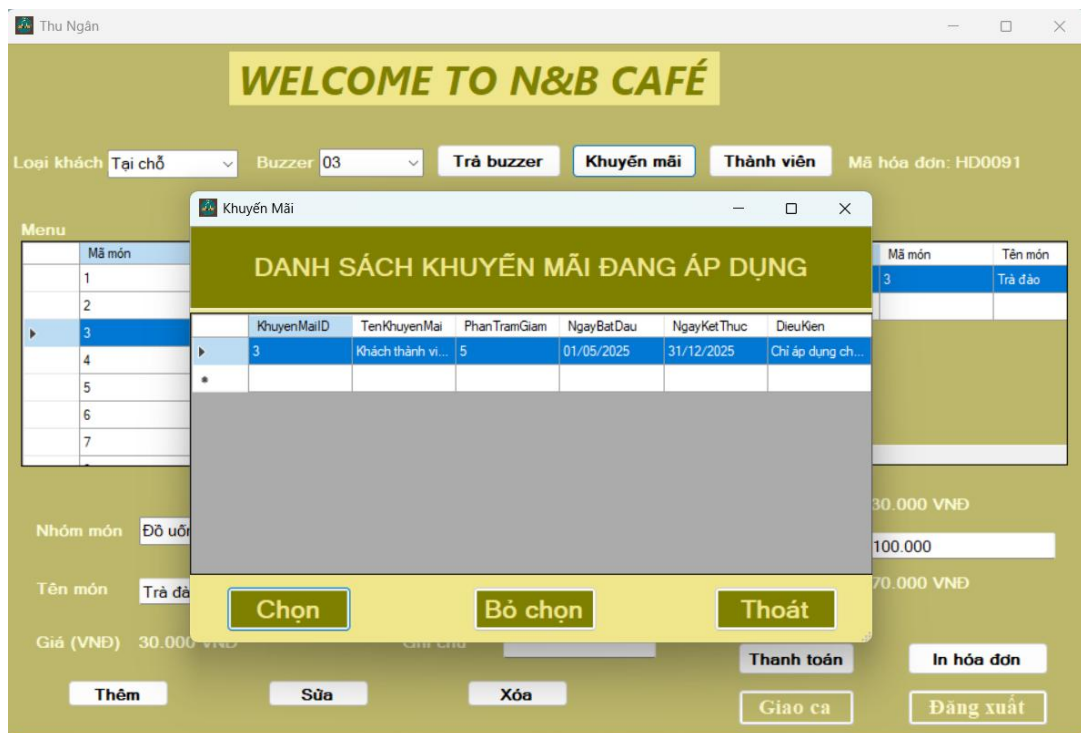 Thu Ngân
WELCOME TO N&B CAFÉ
Loại khách Tại chỗ Buzzer 03 Trả buzzer Khuyến mãi Thành viên Mã hóa đơn: HD0091
Khuyến Mãi
Menu
DANH SÁCH KHUYẾN MÃI ĐANG ÁP DỤNG
Mã món Mã món Tên món
1 3 Trà đào
2
KhuyenMaiID TenKhuyenMai PhanTramGiam NgayBatDau NgayKetThuc DieuKien
3
3 Khách thành vi... 5 01/05/2025 31/12/2025 Chỉ áp dụng ch...
4
5
6
7
30.000 VNĐ
Nhóm món Đồ uốn
100.000
Tên món Trà đà
70.000 VNĐ
Chọn Bỏ chọn Thoát
Giá (VNĐ) 30.000 VNĐ Ghi chú
Thanh toán In hóa đơn
Thêm Sửa Xóa
Giao ca Đăng xuất